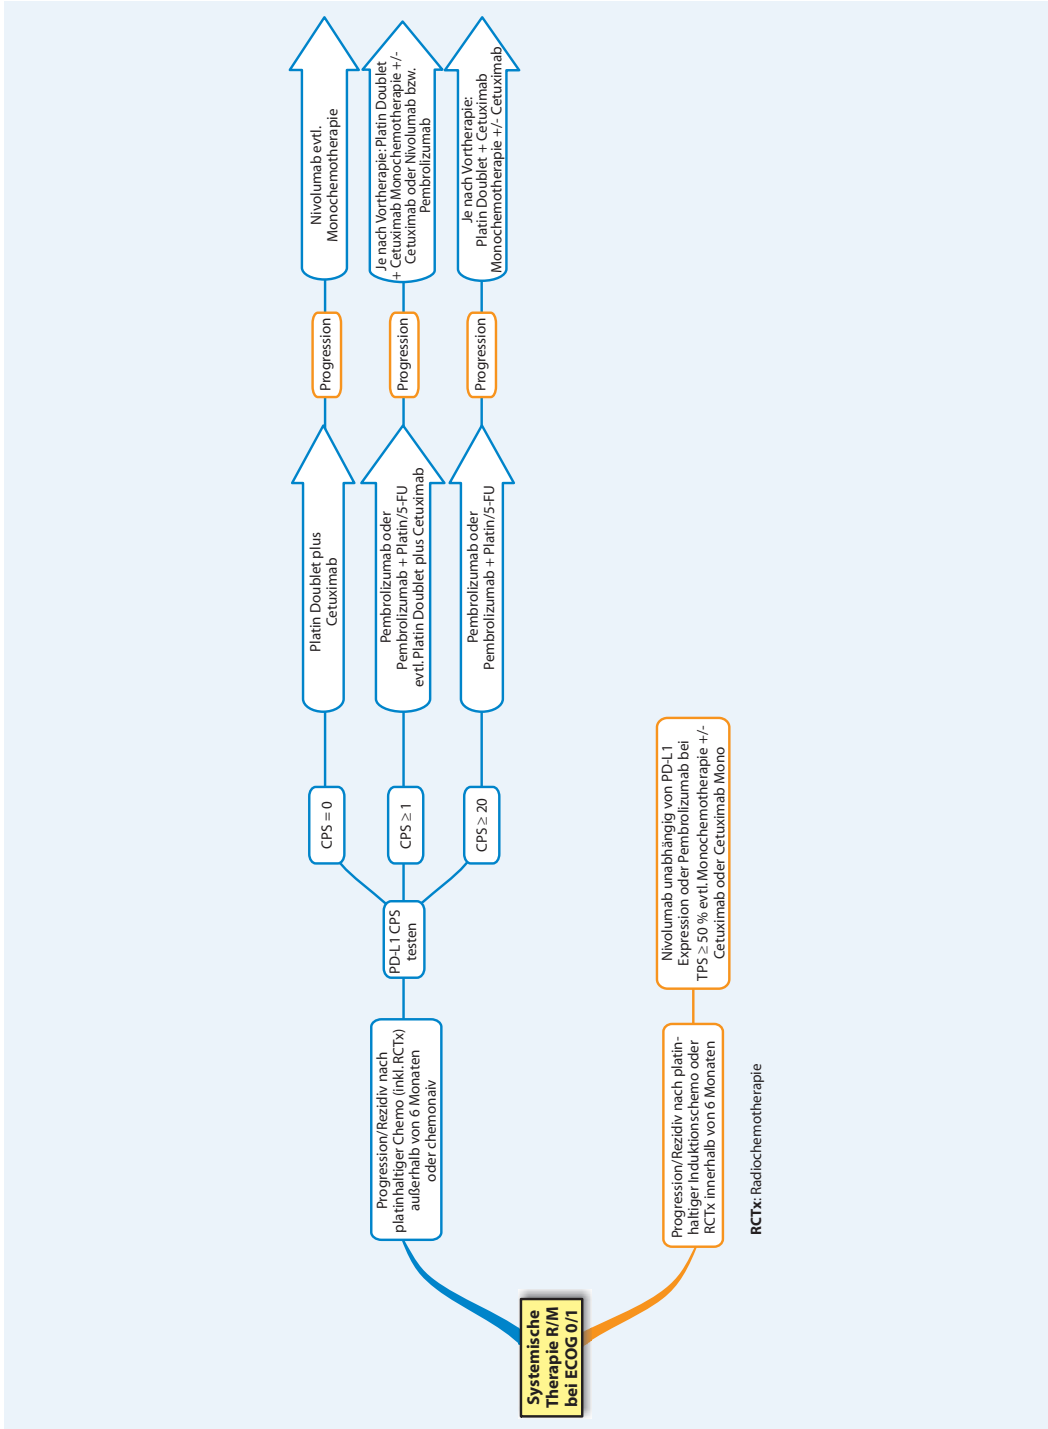 Systemische
Therapie R/M
bei ECOG 0/1
Progression/Rezidiv nach
platinhaltiger Chemo (inkl. RCTx)
außerhalb von 6 Monaten
oder chemonaiv
PD-L1 CPS
testen
CPS = 0
Platin Doublet plus
Cetuximab
Progression
Nivolumab evtl.
Monochemotherapie
CPS ≥ 1
Pembrolizumab oder
Pembrolizumab + Platin/5-FU
evtl. Platin Doublet plus Cetuximab
Progression
Je nach Vortherapie: Platin Doublet
+ Cetuximab Monochemotherapie +/-
Cetuximab oder Nivolumab bzw.
Pembrolizumab
CPS ≥ 20
Pembrolizumab oder
Pembrolizumab + Platin/5-FU
Progression
Je nach Vortherapie:
Platin Doublet + Cetuximab
Monochemotherapie +/- Cetuximab
Progression/Rezidiv nach platin-
haltiger Induktionschemo oder
RCTx innerhalb von 6 Monaten
Nivolumab unabhängig von PD-L1
Expression oder Pembrolizumab bei
TPS ≥ 50 % evtl. Monochemotherapie +/-
Cetuximab oder Cetuximab Mono
RCTx: Radiochemotherapie